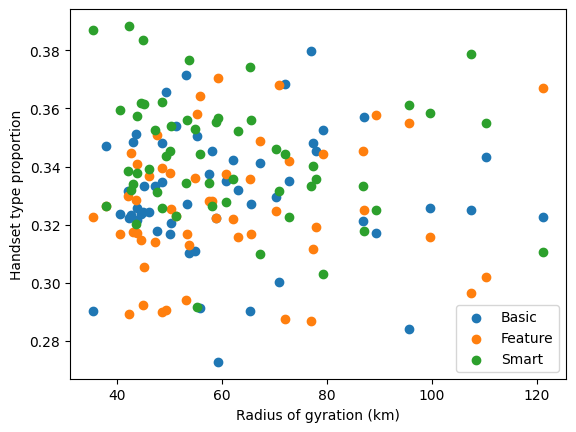 0.38
0.36
0.34
0.32
0.30
0.28
Handset type proportion
40
60
80
100
120
Radius of gyration (km)
Basic
Feature
Smart